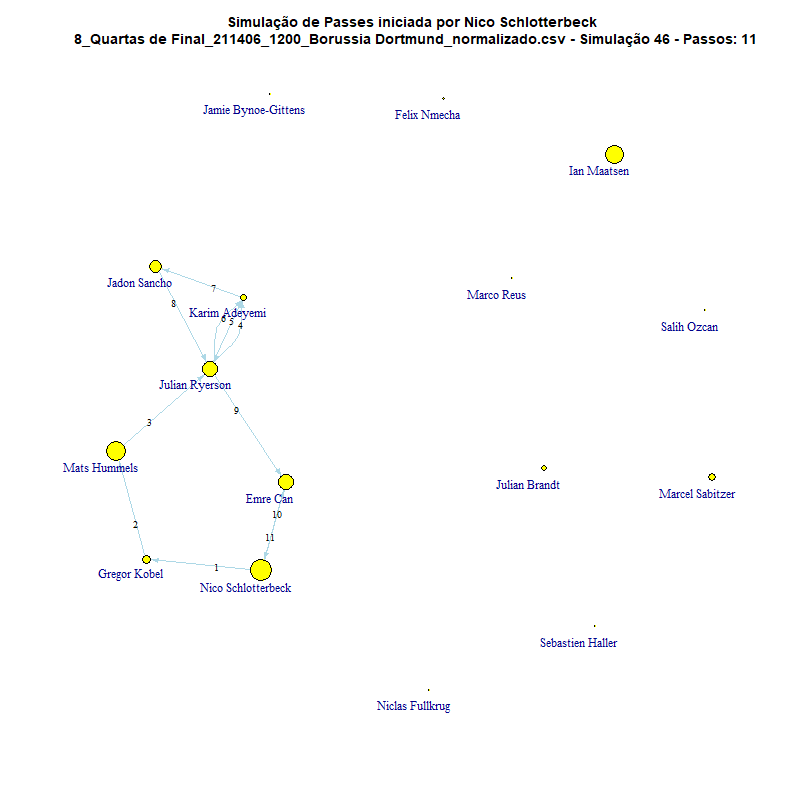 Simulação de Passes iniciada por Nico Schlotterbeck
8_Quartas de Final_211406_1200_Borussia Dortmund_normalizado.csv - Simulação 46 - Passos: 11
Jamie Bynoe-Gittens
Felix Nmecha
Ian Maatsen
Jadon Sancho
7
Marco Reus
8
Karim Adeyemi
6
5
4
Salih Ozcan
Julian Ryerson
9
3
Mats Hummels
Julian Brandt
Marcel Sabitzer
Emre Can
10
2
11
1
Gregor Kobel
Nico Schlotterbeck
Sebastien Haller
Niclas Fullkrug